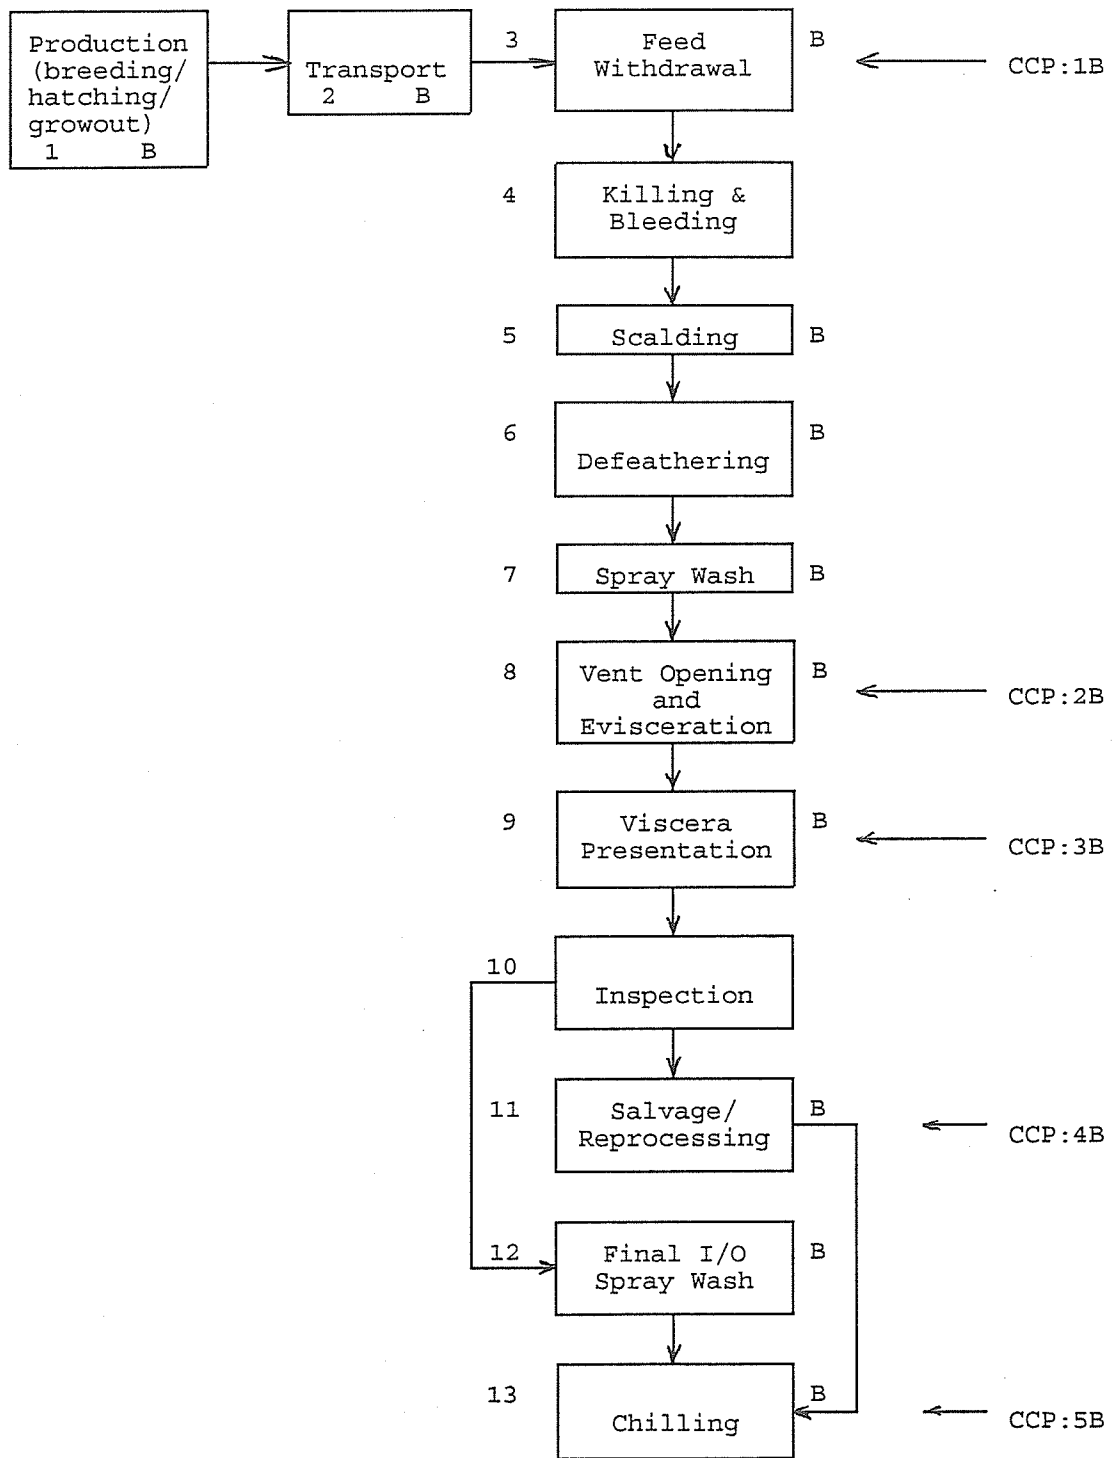 Production
(breeding/
hatching/
growout)
1 B
Transport
2 B
3 Feed B
Withdrawal
CCP:1B
4 Killing &
Bleeding
5 Scalding B
6 B
Defeathering
7 Spray Wash B
8 Vent Opening B
and
Evisceration
CCP:2B
9 Viscera B
Presentation
CCP:3B
10
Inspection
11 Salvage/ B
Reprocessing
CCP:4B
12 Final I/O B
Spray Wash
13 B
Chilling
CCP:5B